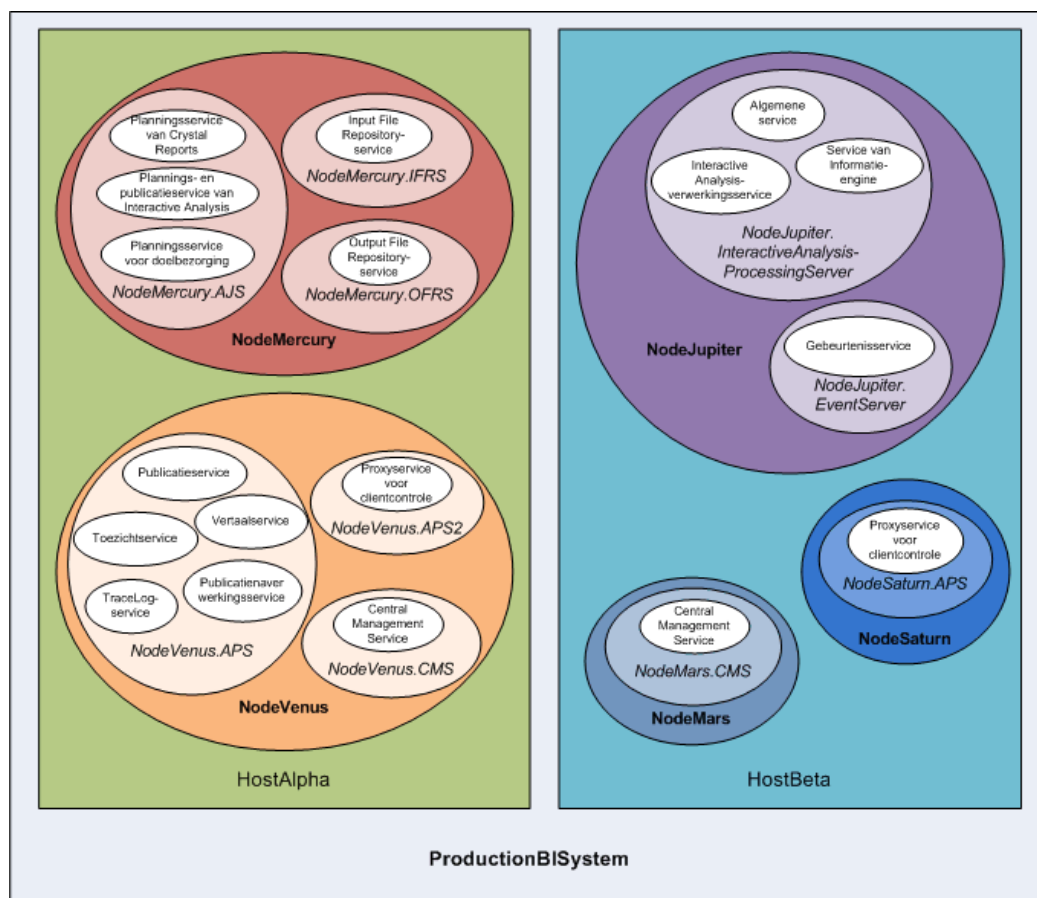 Planningsservice
van Crystal
Reports
Plannings- en
publicatieservice van
Interactive Analysis
Planningsservice
voor doelbezorging
NodeMercury.AJS
Input File
Repository-
service
NodeMercury.IFRS
Output File
Repository-
service
NodeMercury.OFRS
NodeMercury
Publicatieservice
Vertaalservice
Toezichtservice
Publicatienaver
werkingsservice
TraceLog-
service
NodeVenus.APS
Proxyservice
voor
clientcontrole
NodeVenus.APS2
Central
Management
Service
NodeVenus.CMS
NodeVenus
HostAlpha
Algemene
service
Interactive
Analysis-
verwerkingsservice
Service van
Informatie-
engine
NodeJupiter.
InteractiveAnalysis-
ProcessingServer
NodeJupiter
Gebeurtenisservice
NodeJupiter.
EventServer
Proxyservice
voor
clientcontrole
NodeSaturn.APS
NodeSaturn
Central
Management
Service
NodeMars.CMS
NodeMars
HostBeta
ProductionBISystem